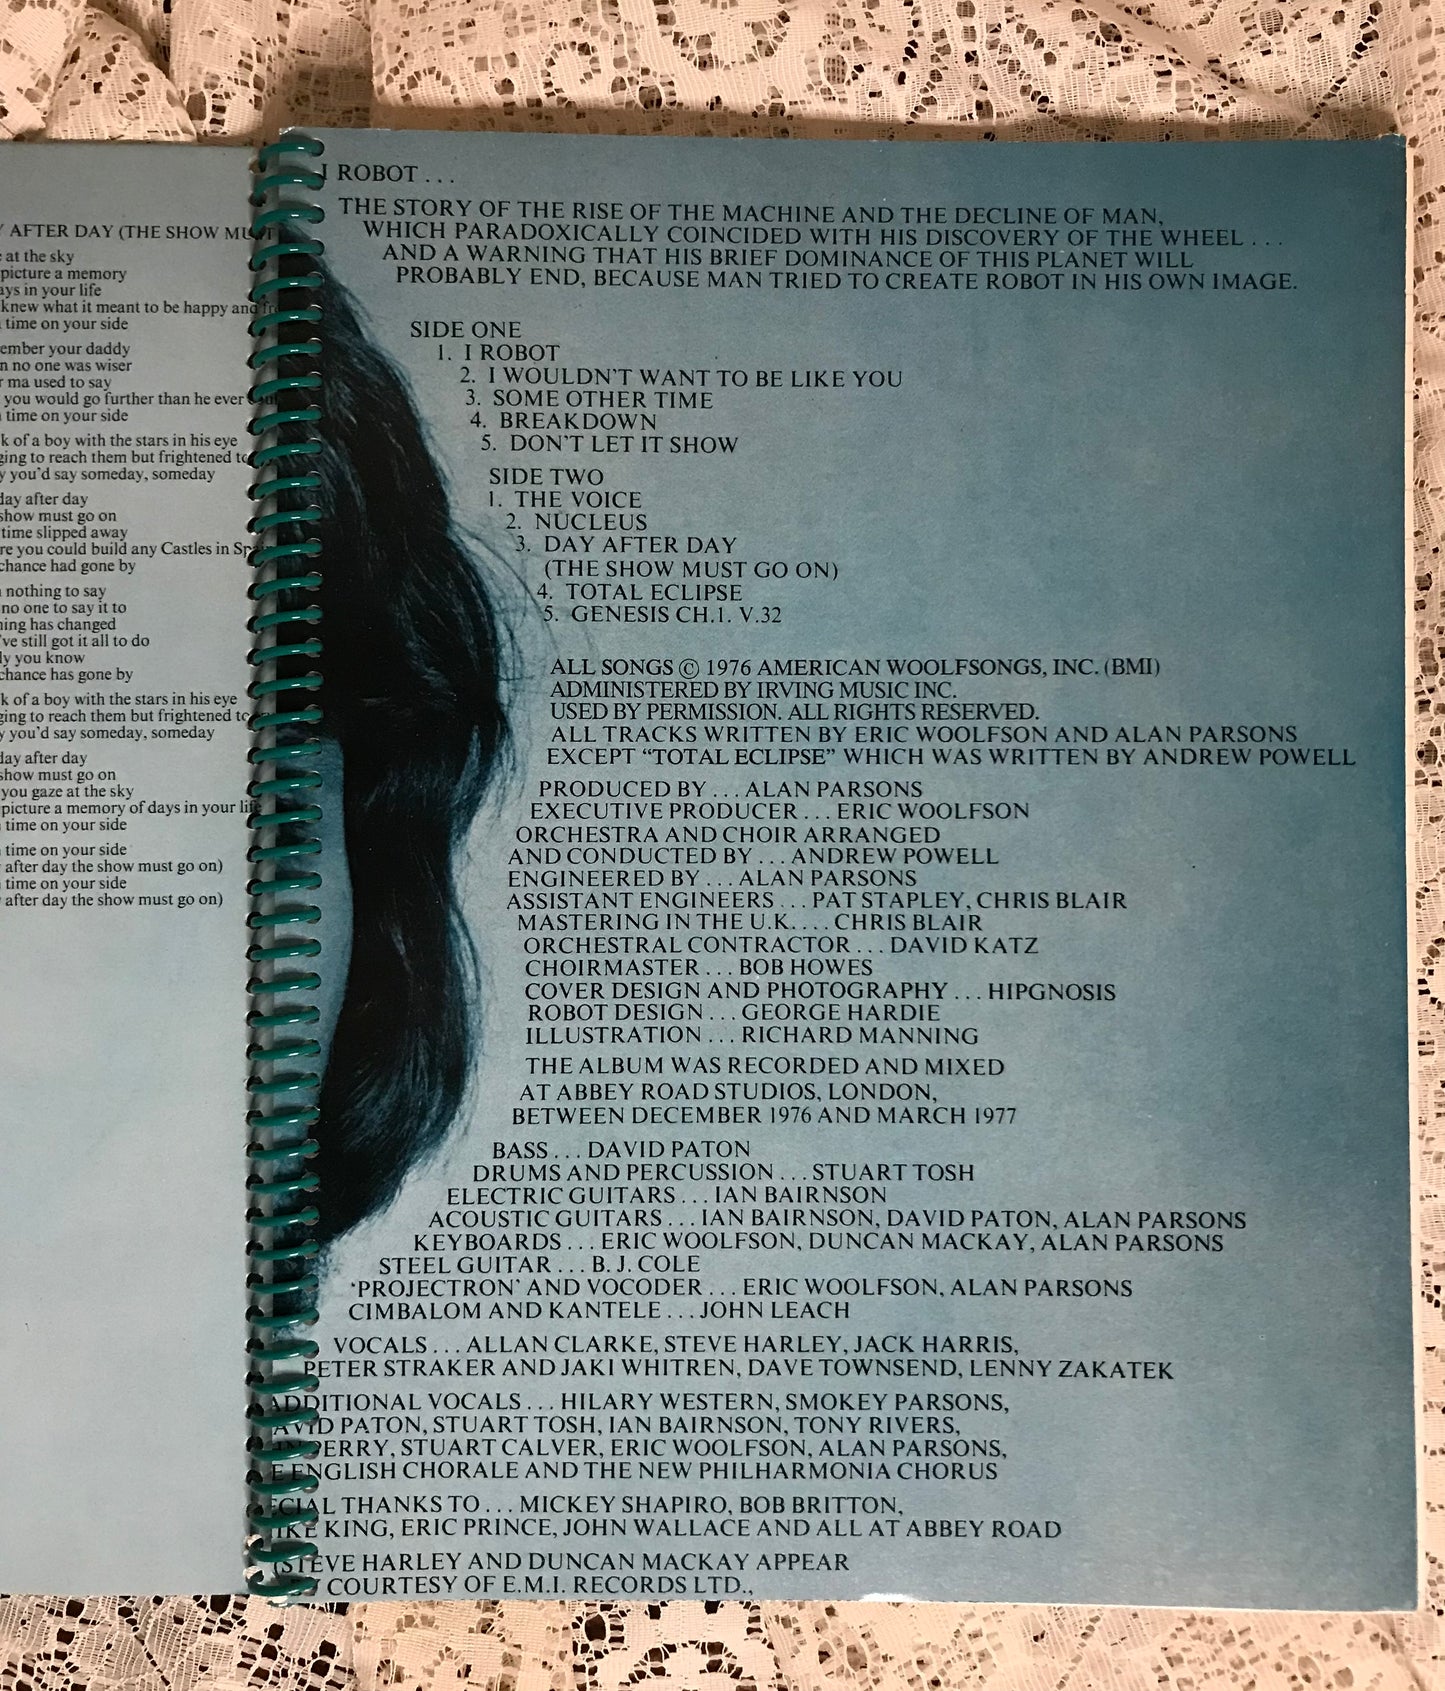 AFTER DAY (THE SHOW MUST
at the sky
picture a memory
in your life
knew what it meant to be happy and
time on your side
your daddy
no one was wiser
ma used to say
you would go further than he ever
time on your side
of a boy with the stars in his eye
to reach them but frightened to
you'd say someday, someday
day after day
show must go on
time slipped away
you could build any Castles in
chance had gone by
nothing to say
no one to say it to
has changed
still got it all to do
you know
chance has gone by
of a boy with the stars in his eye
to reach them but frightened to
you'd say someday, someday
day after day
show must go on
you gaze at the sky
picture a memory of days in your life
time on your side
time on your side
after day the show must go on)
time on your side
after day the show must go on)
I ROBOT . . .
THE STORY OF THE RISE OF THE MACHINE AND THE DECLINE OF MAN,
WHICH PARADOXICALLY COINCIDED WITH HIS DISCOVERY OF THE WHEEL . . .
AND A WARNING THAT HIS BRIEF DOMINANCE OF THIS PLANET WILL
PROBABLY END, BECAUSE MAN TRIED TO CREATE ROBOT IN HIS OWN IMAGE.
SIDE ONE
1. I ROBOT
2. I WOULDN'T WANT TO BE LIKE YOU
3. SOME OTHER TIME
4. BREAKDOWN
5. DON'T LET IT SHOW
SIDE TWO
1. THE VOICE
2. NUCLEUS
3. DAY AFTER DAY
(THE SHOW MUST GO ON)
4. TOTAL ECLIPSE
5. GENESIS CH.1. V.32
ALL SONGS © 1976 AMERICAN WOOLFSONGS, INC. (BMI)
ADMINISTERED BY IRVING MUSIC INC.
USED BY PERMISSION. ALL RIGHTS RESERVED.
ALL TRACKS WRITTEN BY ERIC WOOLFSON AND ALAN PARSONS
EXCEPT “TOTAL ECLIPSE” WHICH WAS WRITTEN BY ANDREW POWELL
PRODUCED BY . . . ALAN PARSONS
EXECUTIVE PRODUCER . . . ERIC WOOLFSON
ORCHESTRA AND CHOIR ARRANGED
AND CONDUCTED BY . . . ANDREW POWELL
ENGINEERED BY . . . ALAN PARSONS
ASSISTANT ENGINEERS . . . PAT STAPLEY, CHRIS BLAIR
MASTERING IN THE U.K. . . . CHRIS BLAIR
ORCHESTRAL CONTRACTOR . . . DAVID KATZ
CHOIRMASTER . . . BOB HOWES
COVER DESIGN AND PHOTOGRAPHY . . . HIPGNOSIS
ROBOT DESIGN . . . GEORGE HARDIE
ILLUSTRATION . . . RICHARD MANNING
THE ALBUM WAS RECORDED AND MIXED
AT ABBEY ROAD STUDIOS, LONDON,
BETWEEN DECEMBER 1976 AND MARCH 1977
BASS . . . DAVID PATON
DRUMS AND PERCUSSION . . . STUART TOSH
ELECTRIC GUITARS . . . IAN BAIRNSON
ACOUSTIC GUITARS . . . IAN BAIRNSON, DAVID PATON, ALAN PARSONS
KEYBOARDS . . . ERIC WOOLFSON, DUNCAN MACKAY, ALAN PARSONS
STEEL GUITAR . . . B. J. COLE
'PROJECTRON' AND VOCODER . . . ERIC WOOLFSON, ALAN PARSONS
CIMBALOM AND KANTELE . . . JOHN LEACH
VOCALS . . . ALLAN CLARKE, STEVE HARLEY, JACK HARRIS,
PETER STRAKER AND JAKI WHITREN, DAVE TOWNSEND, LENNY ZAKATEK
ADDITIONAL VOCALS . . . HILARY WESTERN, SMOKEY PARSONS,
DAVID PATON, STUART TOSH, IAN BAIRNSON, TONY RIVERS,
PERRY, STUART CALVER, ERIC WOOLFSON, ALAN PARSONS,
ENGLISH CHORALE AND THE NEW PHILHARMONIA CHORUS
THANKS TO . . . MICKEY SHAPIRO, BOB BRITTON,
KING, ERIC PRINCE, JOHN WALLACE AND ALL AT ABBEY ROAD
(STEVE HARLEY AND DUNCAN MACKAY APPEAR
BY COURTESY OF E.M.I. RECORDS LTD.,